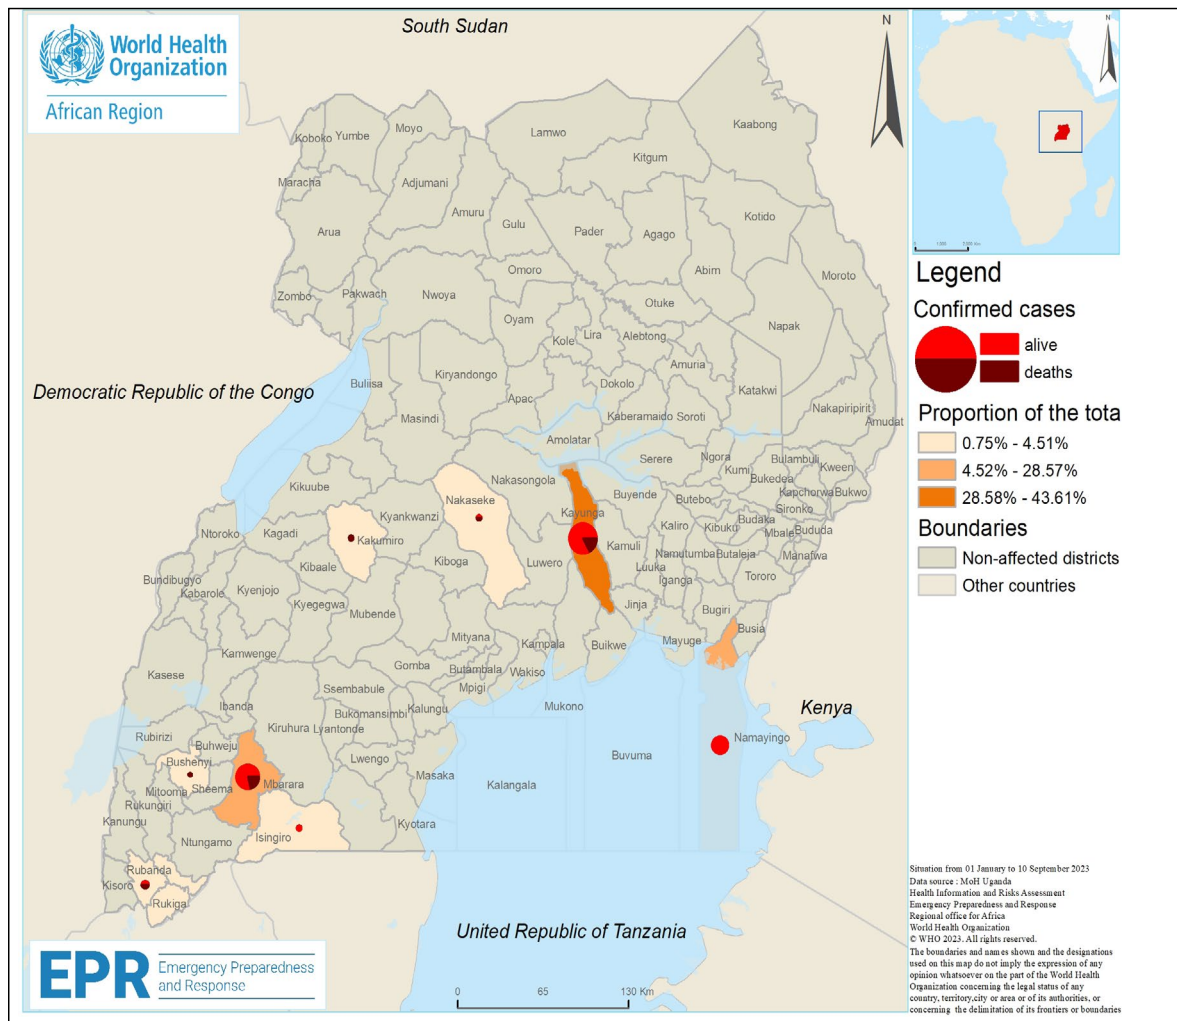 World Health
Organization
African Region
South Sudan
N
Kaabong
Moyo
Lamwo
Koboko
Yumbe
Kitgum
Maracha
Adjumani
Amuru
Gulu
Kotido
Arua
Pader
Agago
Omoro
Abim
Moroto
Zombo
Pakwach
Nwoya
Otuke
Oyam
Napak
Kole
Lira
Alebtong
Amuria
Buliisa
Kiryandongo
Dokolo
Katakwi
Democratic Republic of the Congo
Apac
Masindi
Kaberamaido
Soroti
Nakapiripirit
Amudat
Amolatar
Serere
Ngora
Kumi
Bulambuli
Kween
Bukedea
Kapchorwa
Bukwo
Kikuube
Nakaseke
Nakasongola
Buyende
Butebo
Sironko
Kyankwanzi
Kayunga
Kaliro
Kibuku
Budaka
Mbale
Bududa
Ntoroko
Kagadi
Kakumiro
Kamuli
Namutumba
Butaleja
Manafwa
Kibaale
Kiboga
Luwero
Luuka
Iganga
Tororo
Bundibugyo
Kabarole
Kyenjojo
Kyegegwa
Mubende
Jinja
Bugiri
Mityana
Kampala
Buikwe
Mayuge
Busia
Kamwenge
Gomba
Butambala
Wakiso
Kasese
Ssembabule
Mpigi
Ibanda
Bukomansimbi
Kalungu
Mukono
Kenya
Kiruhura
Lyantonde
Rubirizi
Buhweju
Namayingo
Bushenyi
Lwengo
Masaka
Buvuma
Mitooma
Sheema
Mbarara
Kalangala
Rukungiri
Kanungu
Isingiro
Kyotara
Ntungamo
Rubanda
Kisoro
Rukiga
United Republic of Tanzania
EPR
Emergency Preparedness
and Response
0 65 130 Km
N
Legend
Confirmed cases
alive
deaths
Proportion of the tota
0.75% - 4.51%
4.52% - 28.57%
28.58% - 43.61%
Boundaries
Non-affected districts
Other countries
Situation from 01 January to 10 September 2023
Data source : MoH Uganda
Health Information and Risks Assessment
Emergency Preparedness and Response
Regional office for Africa
World Health Organization
© WHO 2023. All rights reserved.
The boundaries and names shown and the designations
used on this map do not imply the expression of any
opinion whatsoever on the part of the World Health
Organization concerning the legal status of any
country, territory,city or area or of its authorities, or
concerning the delimitation of its frontiers or boundaries